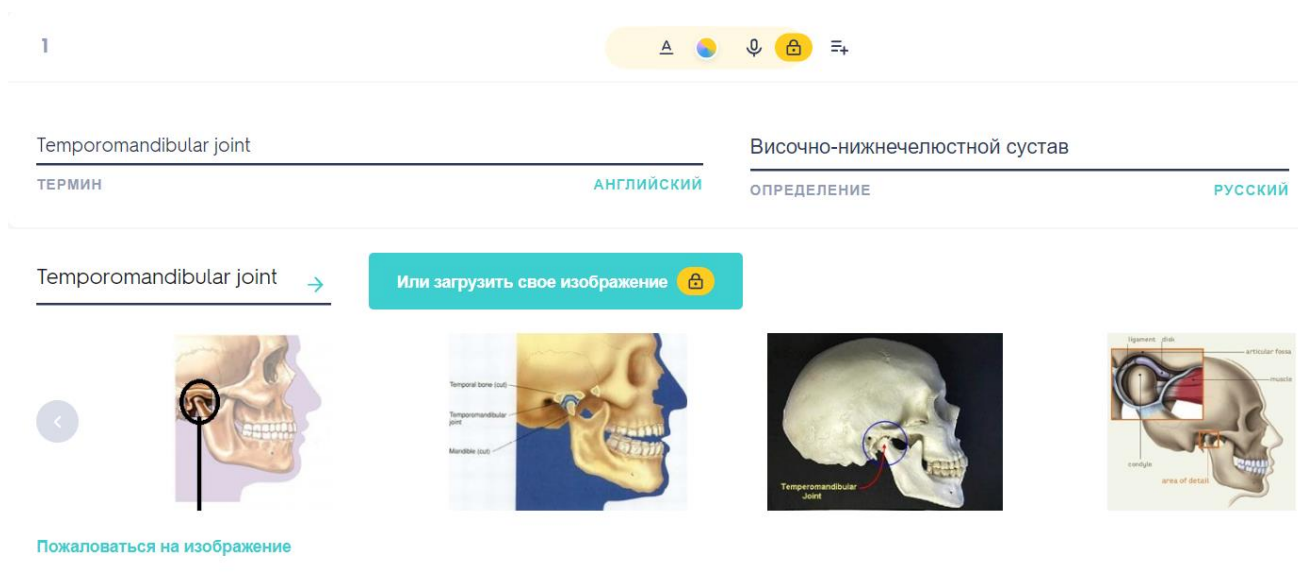 1
Temporomandibular joint
ТЕРМИН
АНГЛИЙСКИЙ
Височно-нижнечелюстной сустав
ОПРЕДЕЛЕНИЕ
РУССКИЙ
Temporomandibular joint
Или загрузить свое изображение
Temporal bone (cut)
Temporomandibular
joint
Mandible (cut)
Temperomandibular
Joint
ligament disk
articular fossa
muscle
condyle
area of detail
Пожаловаться на изображение